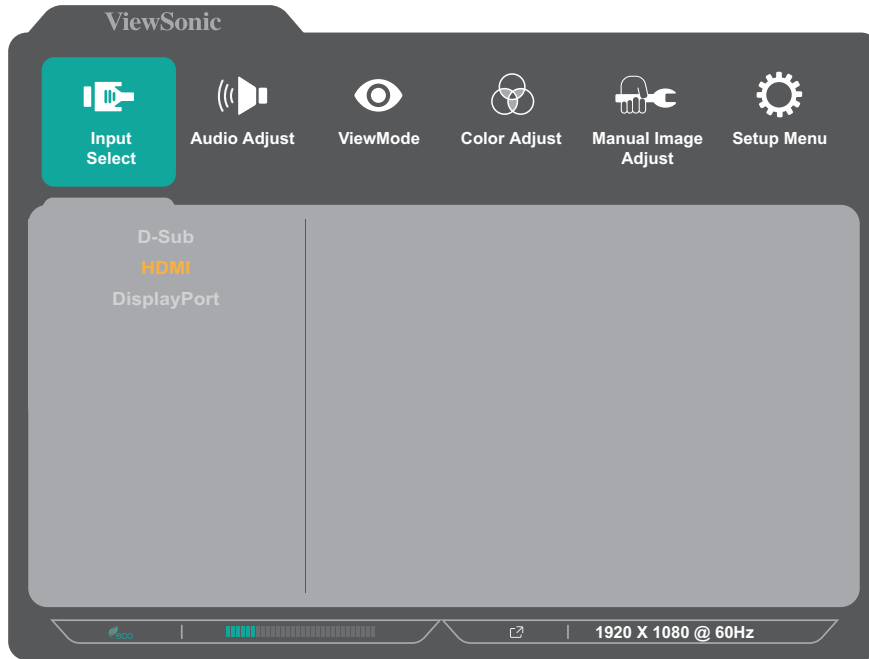 ViewSonic
Input
Select
Audio Adjust
ViewMode
Color Adjust
Manual Image
Adjust
Setup Menu
D-Sub
HDMI
DisplayPort
eco
1920 X 1080 @ 60Hz